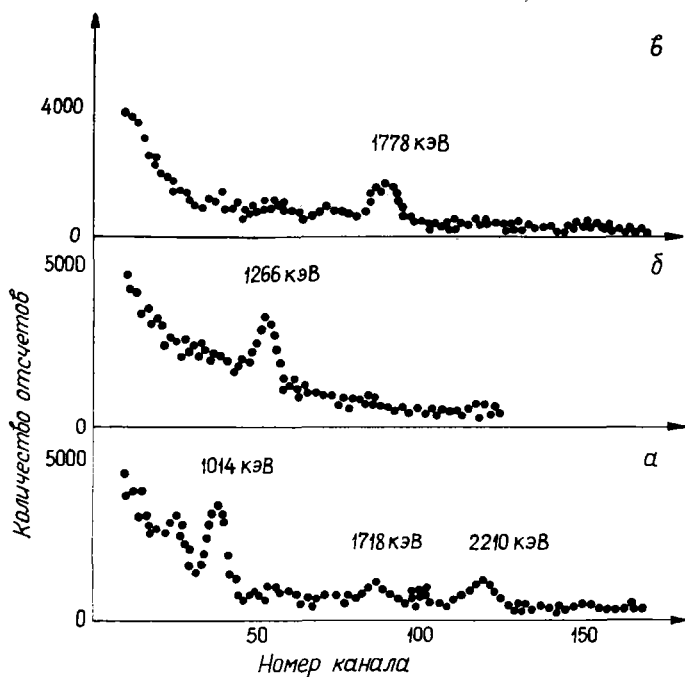 в
4000
1778 кэВ
0
5000
б
1266 кэВ
0
5000
а
1014 кэВ
1718 кэВ
2210 кэВ
0
50
100
150
Номер канала
Количество отсчетов